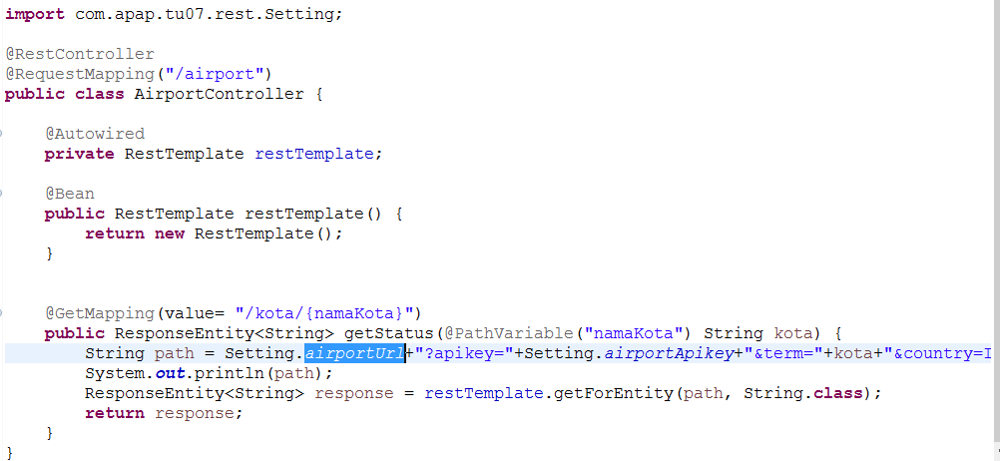 import com.apap.tu07.rest.Setting;
@RestController
@RequestMapping("/airport")
public class AirportController {
@Autowired
private RestTemplate restTemplate;
@Bean
public RestTemplate restTemplate() {
return new RestTemplate();
}
@GetMapping(value= "/kota/{namaKota}")
public ResponseEntity<String> getStatus(@PathVariable("namaKota") String kota) {
String path = Setting.airportUrl+"?apikey="+Setting.airportApikey+"&term="+kota+"&country=I
System.out.println(path);
ResponseEntity<String> response = restTemplate.getForEntity(path, String.class);
return response;
}
}